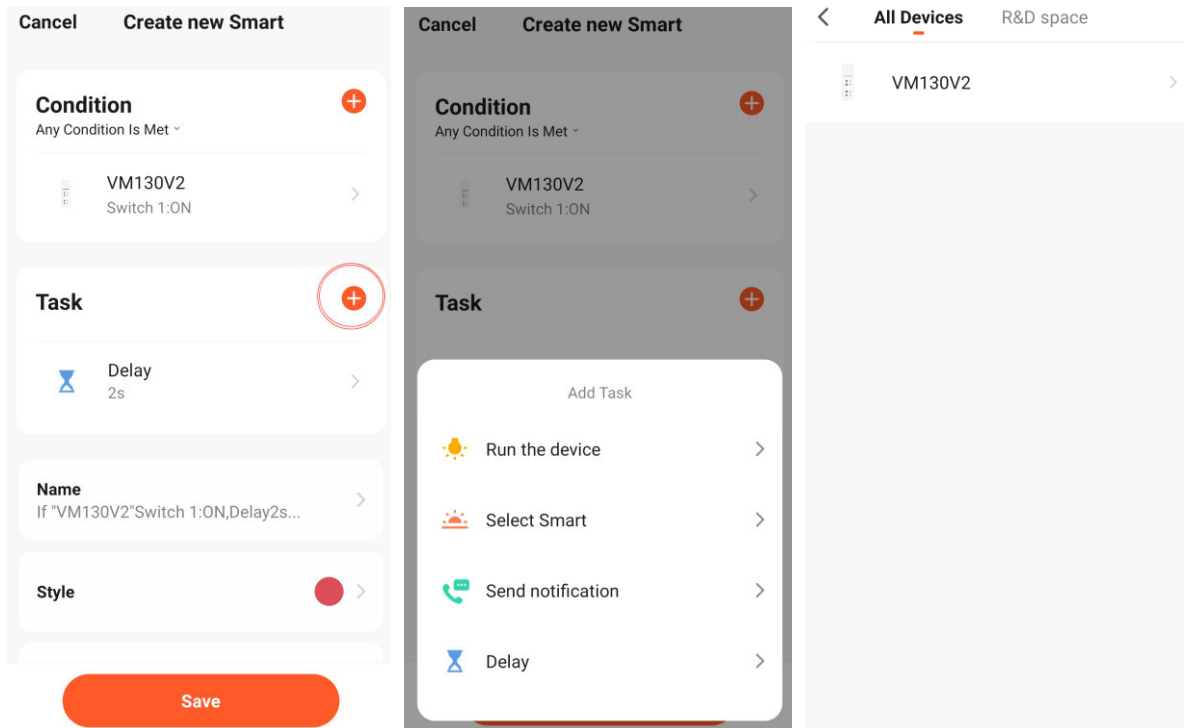 Cancel Create new Smart
Condition
Any Condition Is Met
VM130V2
Switch 1:ON
Task
Delay
2s
Name
If "VM130V2"Switch 1:ON,Delay2s...
Style
Save
Cancel Create new Smart
Condition
Any Condition Is Met
VM130V2
Switch 1:ON
Task
Add Task
Run the device
Select Smart
Send notification
Delay
All Devices R&D space
VM130V2